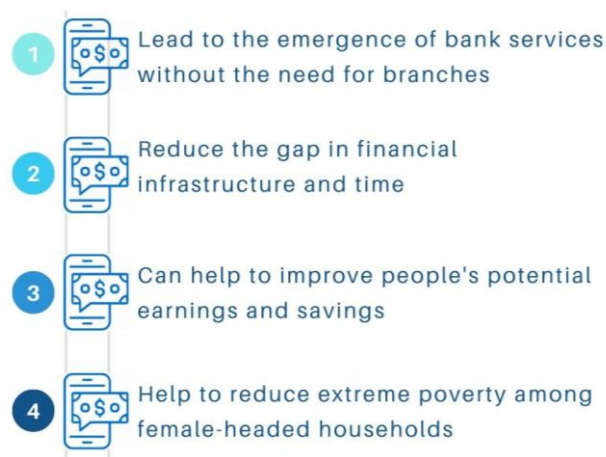 1
Lead to the emergence of bank services
without the need for branches
2
Reduce the gap in financial
infrastructure and time
3
Can help to improve people's potential
earnings and savings
4
Help to reduce extreme poverty among
female-headed households